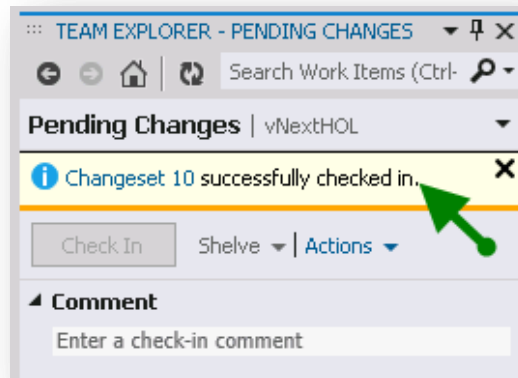 TEAM EXPLORER - PENDING CHANGES
Search Work Items (Ctrl-
Pending Changes | vNextHOL
Changeset 10 successfully checked in.
Check In Shelve | Actions
Comment
Enter a check-in comment